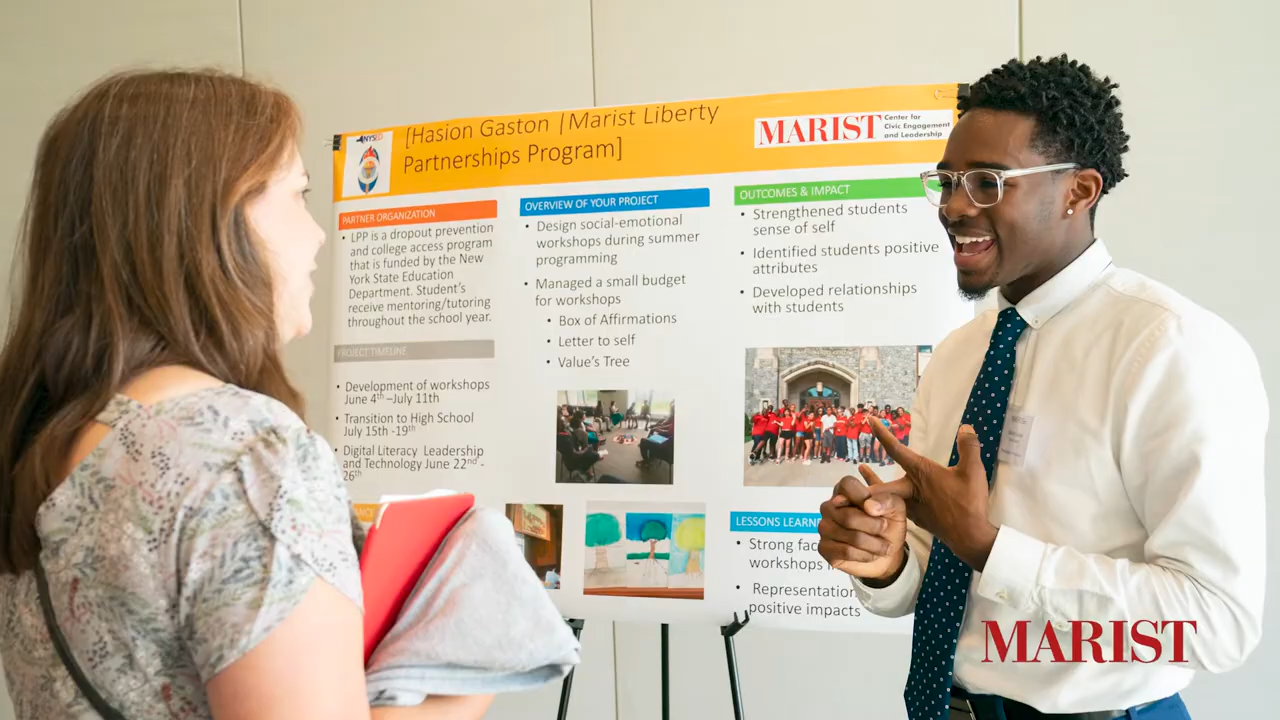 NYSED
[Hasion Gaston |Marist Liberty
Partnerships Program]
MARIST
Center for
Civic Engagement
and Leadership
PARTNER ORGANIZATION
• LPP is a dropout prevention
and college access program
that is funded by the New
York State Education
Department. Student's
receive mentoring/tutoring
throughout the school year.
PROJECT TIMELINE
• Development of workshops
June 4th –July 11th
• Transition to High School
July 15th -19th
• Digital Literacy Leadership
and Technology June 22nd -
26th
OVERVIEW OF YOUR PROJECT
• Design social-emotional
workshops during summer
programming
• Managed a small budget
for workshops
• Box of Affirmations
• Letter to self
• Value's Tree
OUTCOMES & IMPACT
• Strengthened students
sense of self
• Identified students positive
attributes
• Developed relationships
with students
LESSONS LEARNE
• Strong fac
workshops
• Representation
positive impacts
MARIST